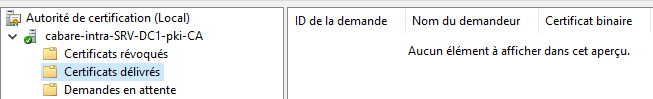 Autorité de certification (Local)
cabare-intra-SRV-DC1-pki-CA
Certificats révoqués
Certificats délivrés
Demandes en attente
ID de la demande
Nom du demandeur
Certificat binaire
Aucun élément à afficher dans cet aperçu.